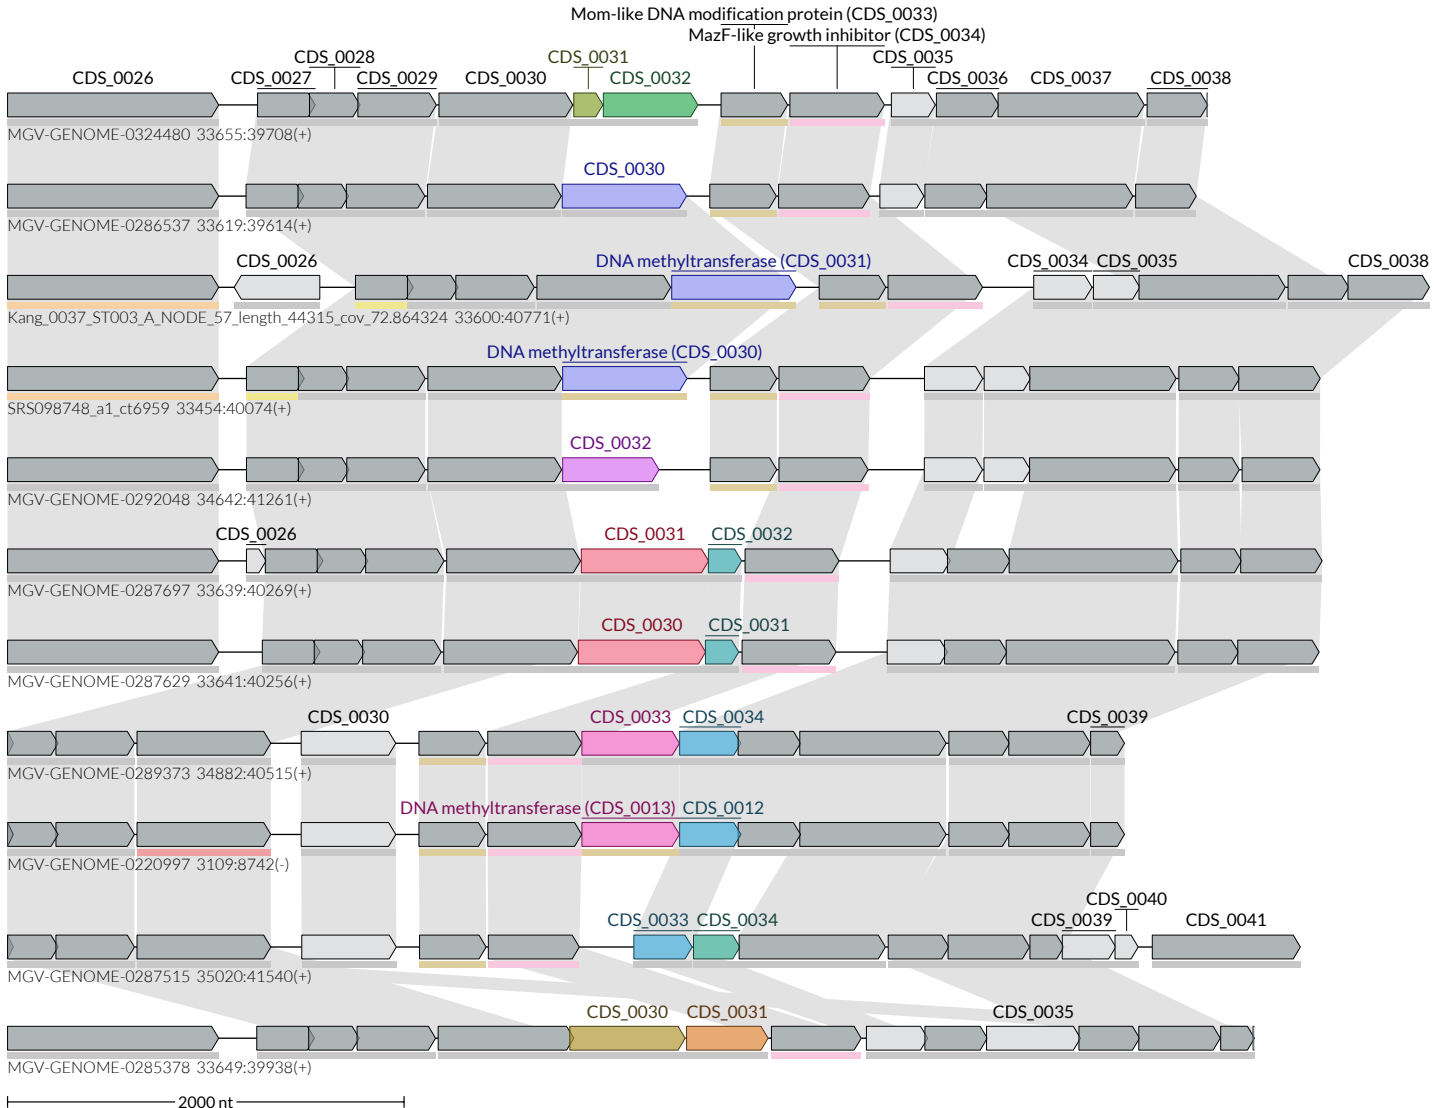 Mom-like DNA modification protein (CDS_0033)
MazF-like growth inhibitor (CDS_0034)
CDS_0028 CDS_0031 CDS_0035
CDS_0026 CDS_0027 CDS_0029 CDS_0030 CDS_0032 CDS_0036 CDS_0037 CDS_0038
MGV-GENOME-0324480 33655:39708(+)
CDS_0030
MGV-GENOME-0286537 33619:39614(+)
CDS_0026 DNA methyltransferase (CDS_0031) CDS_0034 CDS_0035 CDS_0038
Kang_0037_ST003_A_NODE_57_length_44315_cov_72.864324 33600:40771(+)
DNA methyltransferase (CDS_0030)
SRS098748_a1_ct6959 33454:40074(+)
CDS_0032
MGV-GENOME-0292048 34642:41261(+)
CDS_0026 CDS_0031 CDS_0032
MGV-GENOME-0287697 33639:40269(+)
CDS_0030 CDS_0031
MGV-GENOME-0287629 33641:40256(+)
CDS_0030 CDS_0033 CDS_0034 CDS_0039
MGV-GENOME-0289373 34882:40515(+)
DNA methyltransferase (CDS_0013) CDS_0012
MGV-GENOME-0220997 3109:8742(-)
CDS_0040
CDS_0033 CDS_0034 CDS_0039 CDS_0041
MGV-GENOME-0287515 35020:41540(+)
CDS_0030 CDS_0031 CDS_0035
MGV-GENOME-0285378 33649:39938(+)
2000 nt